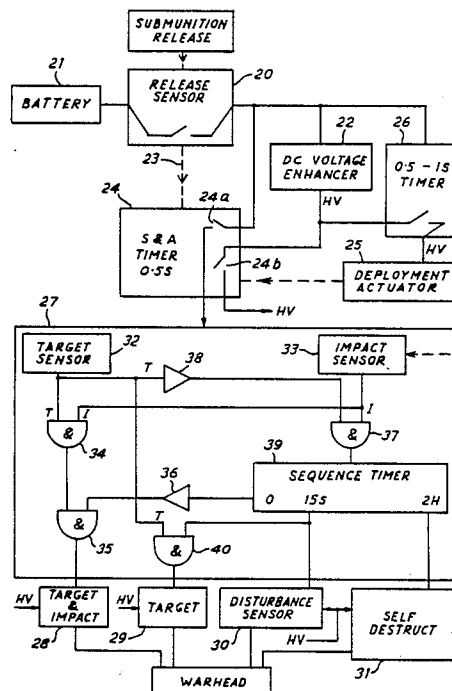 SUBMUNITION
RELEASE
21
20
BATTERY
RELEASE
SENSOR
22
26
23
DC VOLTAGE
ENHANCER
0.5 – 1S
TIMER
24
24a
HV
S & A
TIMER
0.5S
24b
25
HV
HV
DEPLOYMENT
ACTUATOR
27
TARGET
SENSOR
32
38
33
IMPACT
SENSOR
T
T
I
I
&
34
&
37
39
SEQUENCE TIMER
36
0
15S
2H
&
35
T
&
40
HV
TARGET
& IMPACT
HV
TARGET
DISTURBANCE
SENSOR
SELF
DESTRUCT
28
29
30
HV
31
WARHEAD